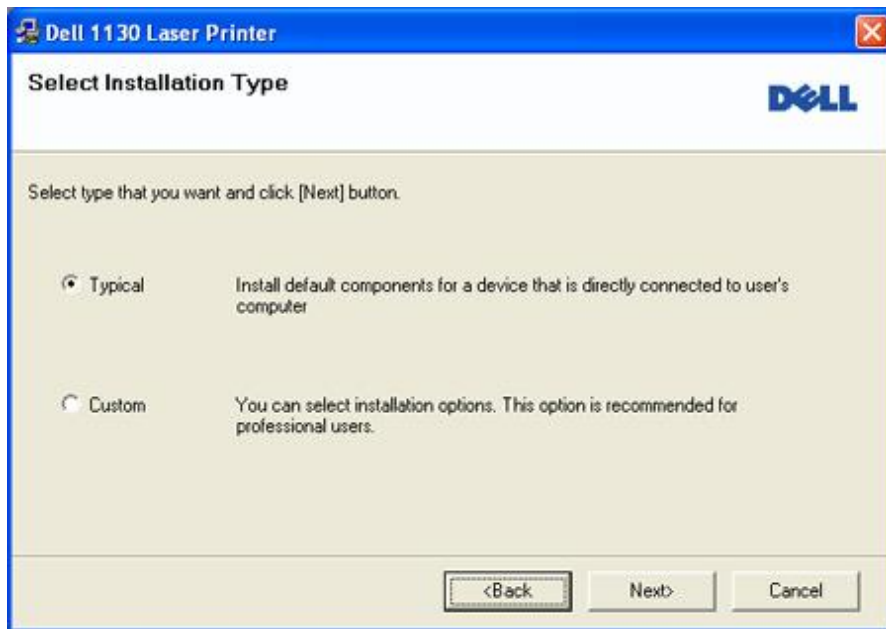 Dell 1130 Laser Printer
Select Installation Type
DELL
Select type that you want and click [Next] button.
Typical
Install default components for a device that is directly connected to user's
computer
Custom
You can select installation options. This option is recommended for
professional users.
<Back
Next>
Cancel